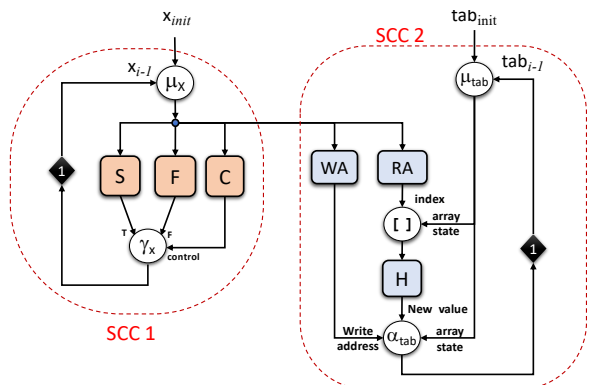 x_init
tab_init
SCC 2
x_i-1
tab_i-1
μ_x
μ_tab
S
F
C
WA
RA
1
index
T
F
[ ]
array
state
γ_x
control
1
H
SCC 1
New value
Write
address
α_tab
array
state